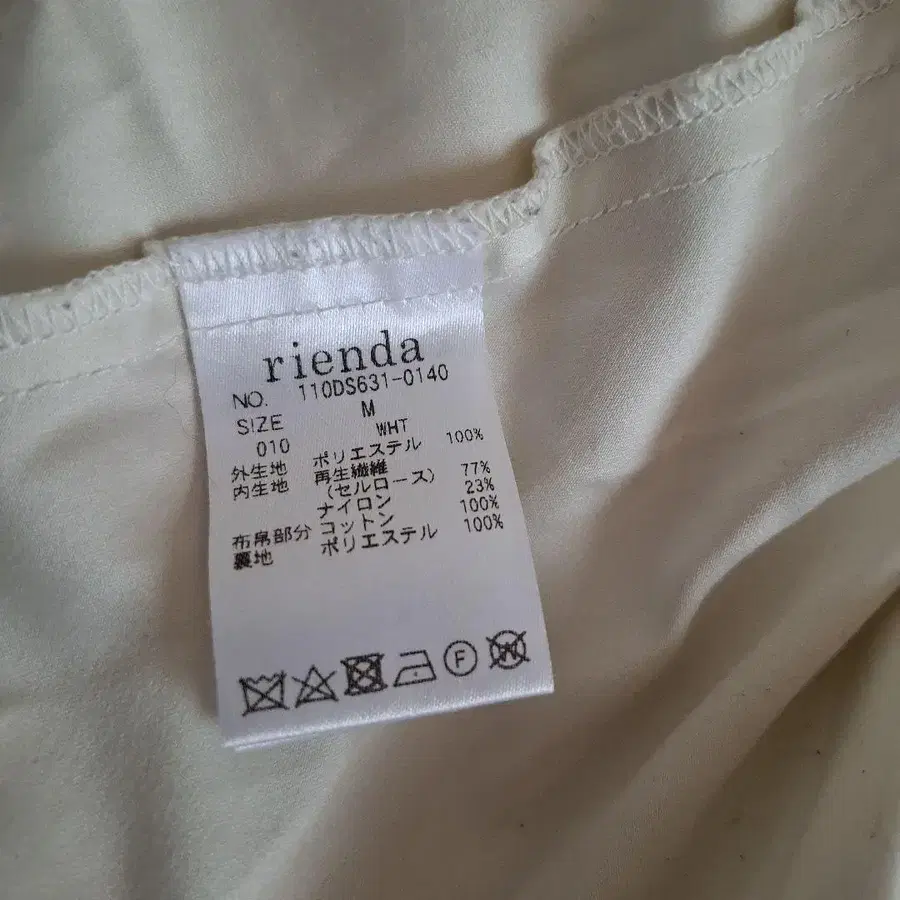 rienda
NO. 110DS631-0140
SIZE M
010 WHT
外生地 ポリエステル 100%
内生地 再生繊維 77%
(セルロース) 23%
ナイロン 100%
布帛部分 コットン 100%
裏地 ポリエステル
F
W